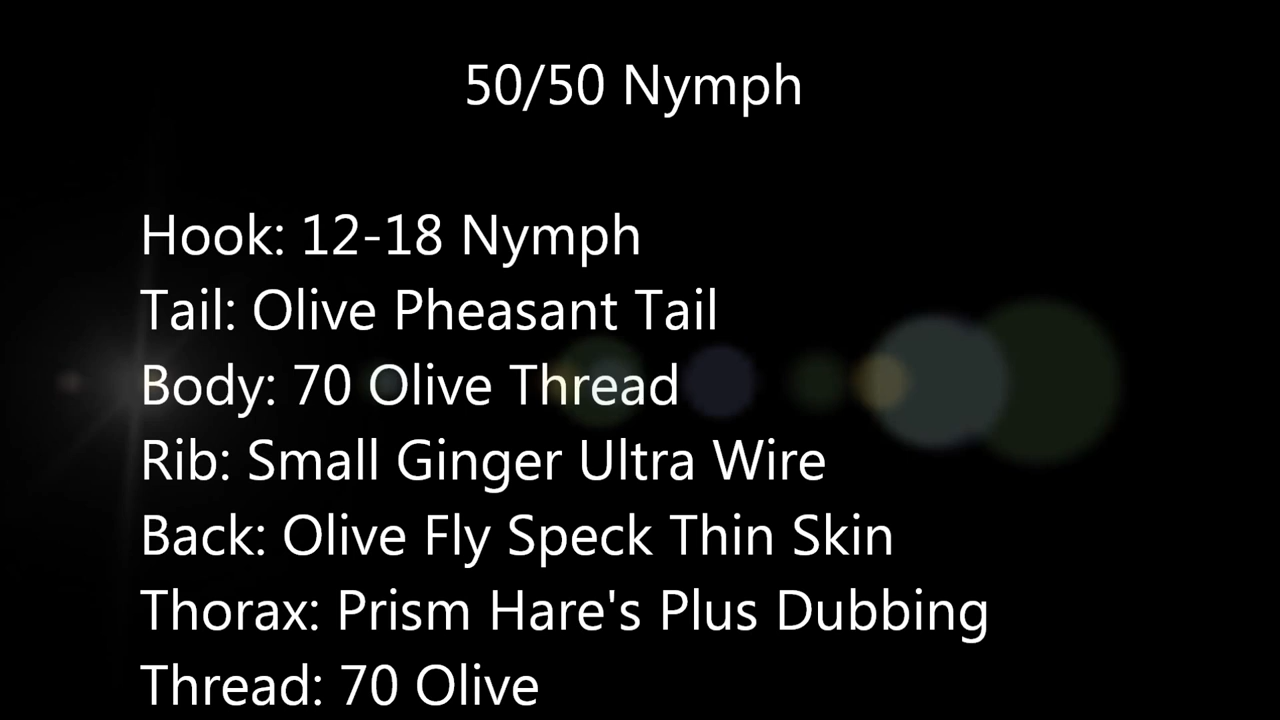 50/50 Nymph
Hook: 12-18 Nymph
Tail: Olive Pheasant Tail
Body: 70 Olive Thread
Rib: Small Ginger Ultra Wire
Back: Olive Fly Speck Thin Skin
Thorax: Prism Hare's Plus Dubbing
Thread: 70 Olive